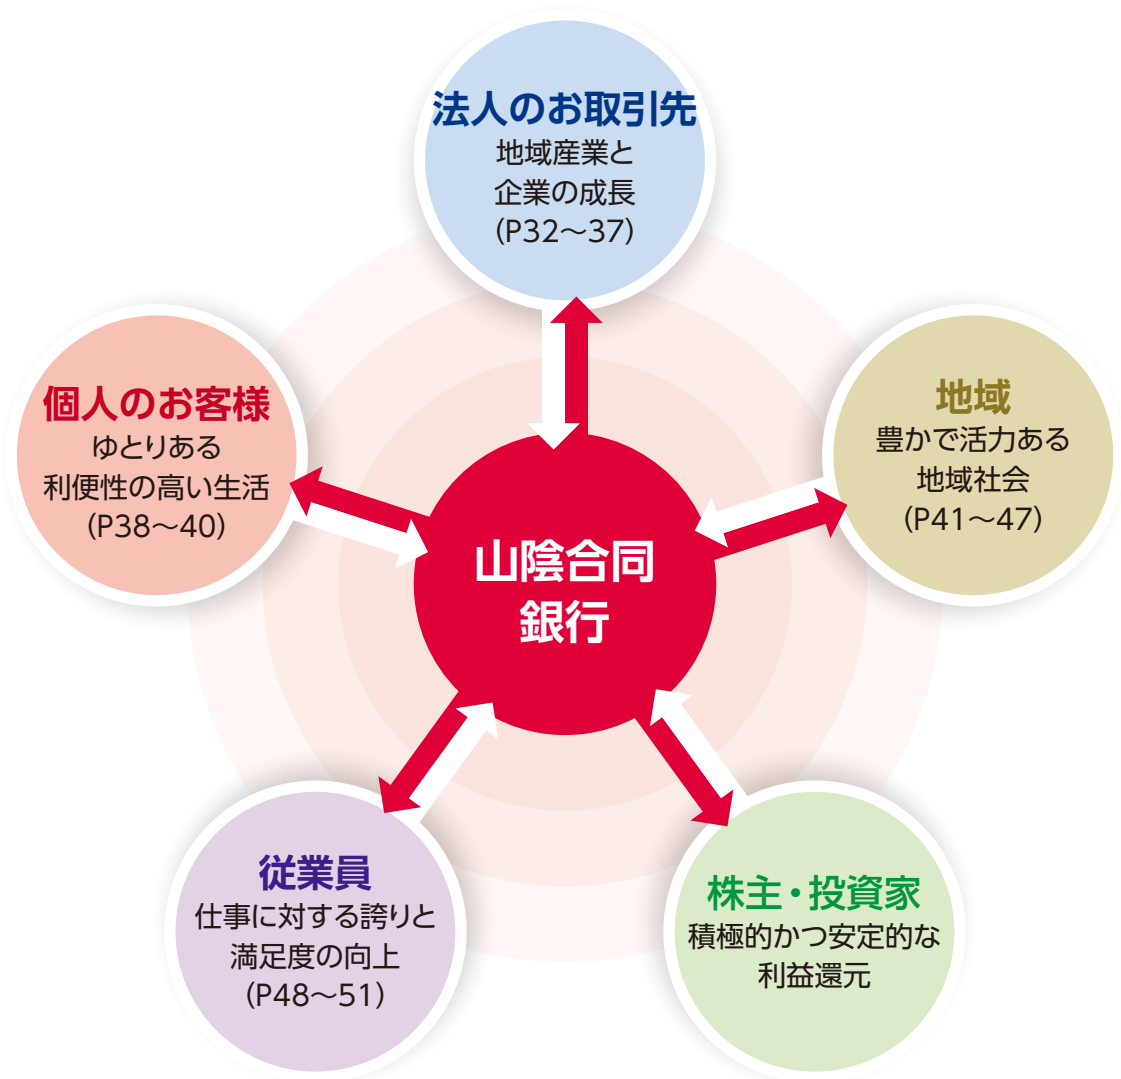 法人のお取引先
地域産業と
企業の成長
(P32〜37)
個人のお客様
ゆとりある
利便性の高い生活
(P38〜40)
地域
豊かで活力ある
地域社会
(P41〜47)
山陰合同
銀行
従業員
仕事に対する誇りと
満足度の向上
(P48〜51)
株主・投資家
積極的かつ安定的な
利益還元